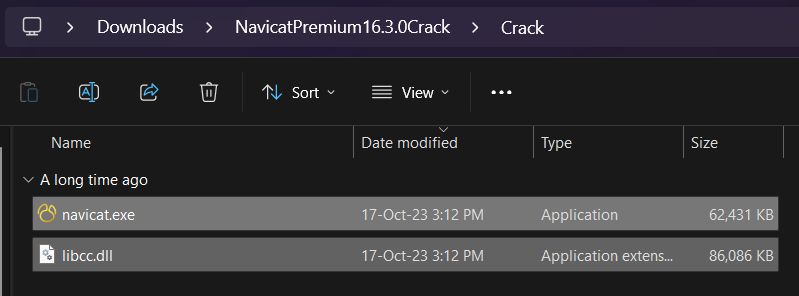 Downloads NavicatPremium16.3.0Crack Crack
Sort View
Name Date modified Type Size
A long time ago
navicat.exe 17-Oct-23 3:12 PM Application 62,431 KB
libcc.dll 17-Oct-23 3:12 PM Application extens... 86,086 KB